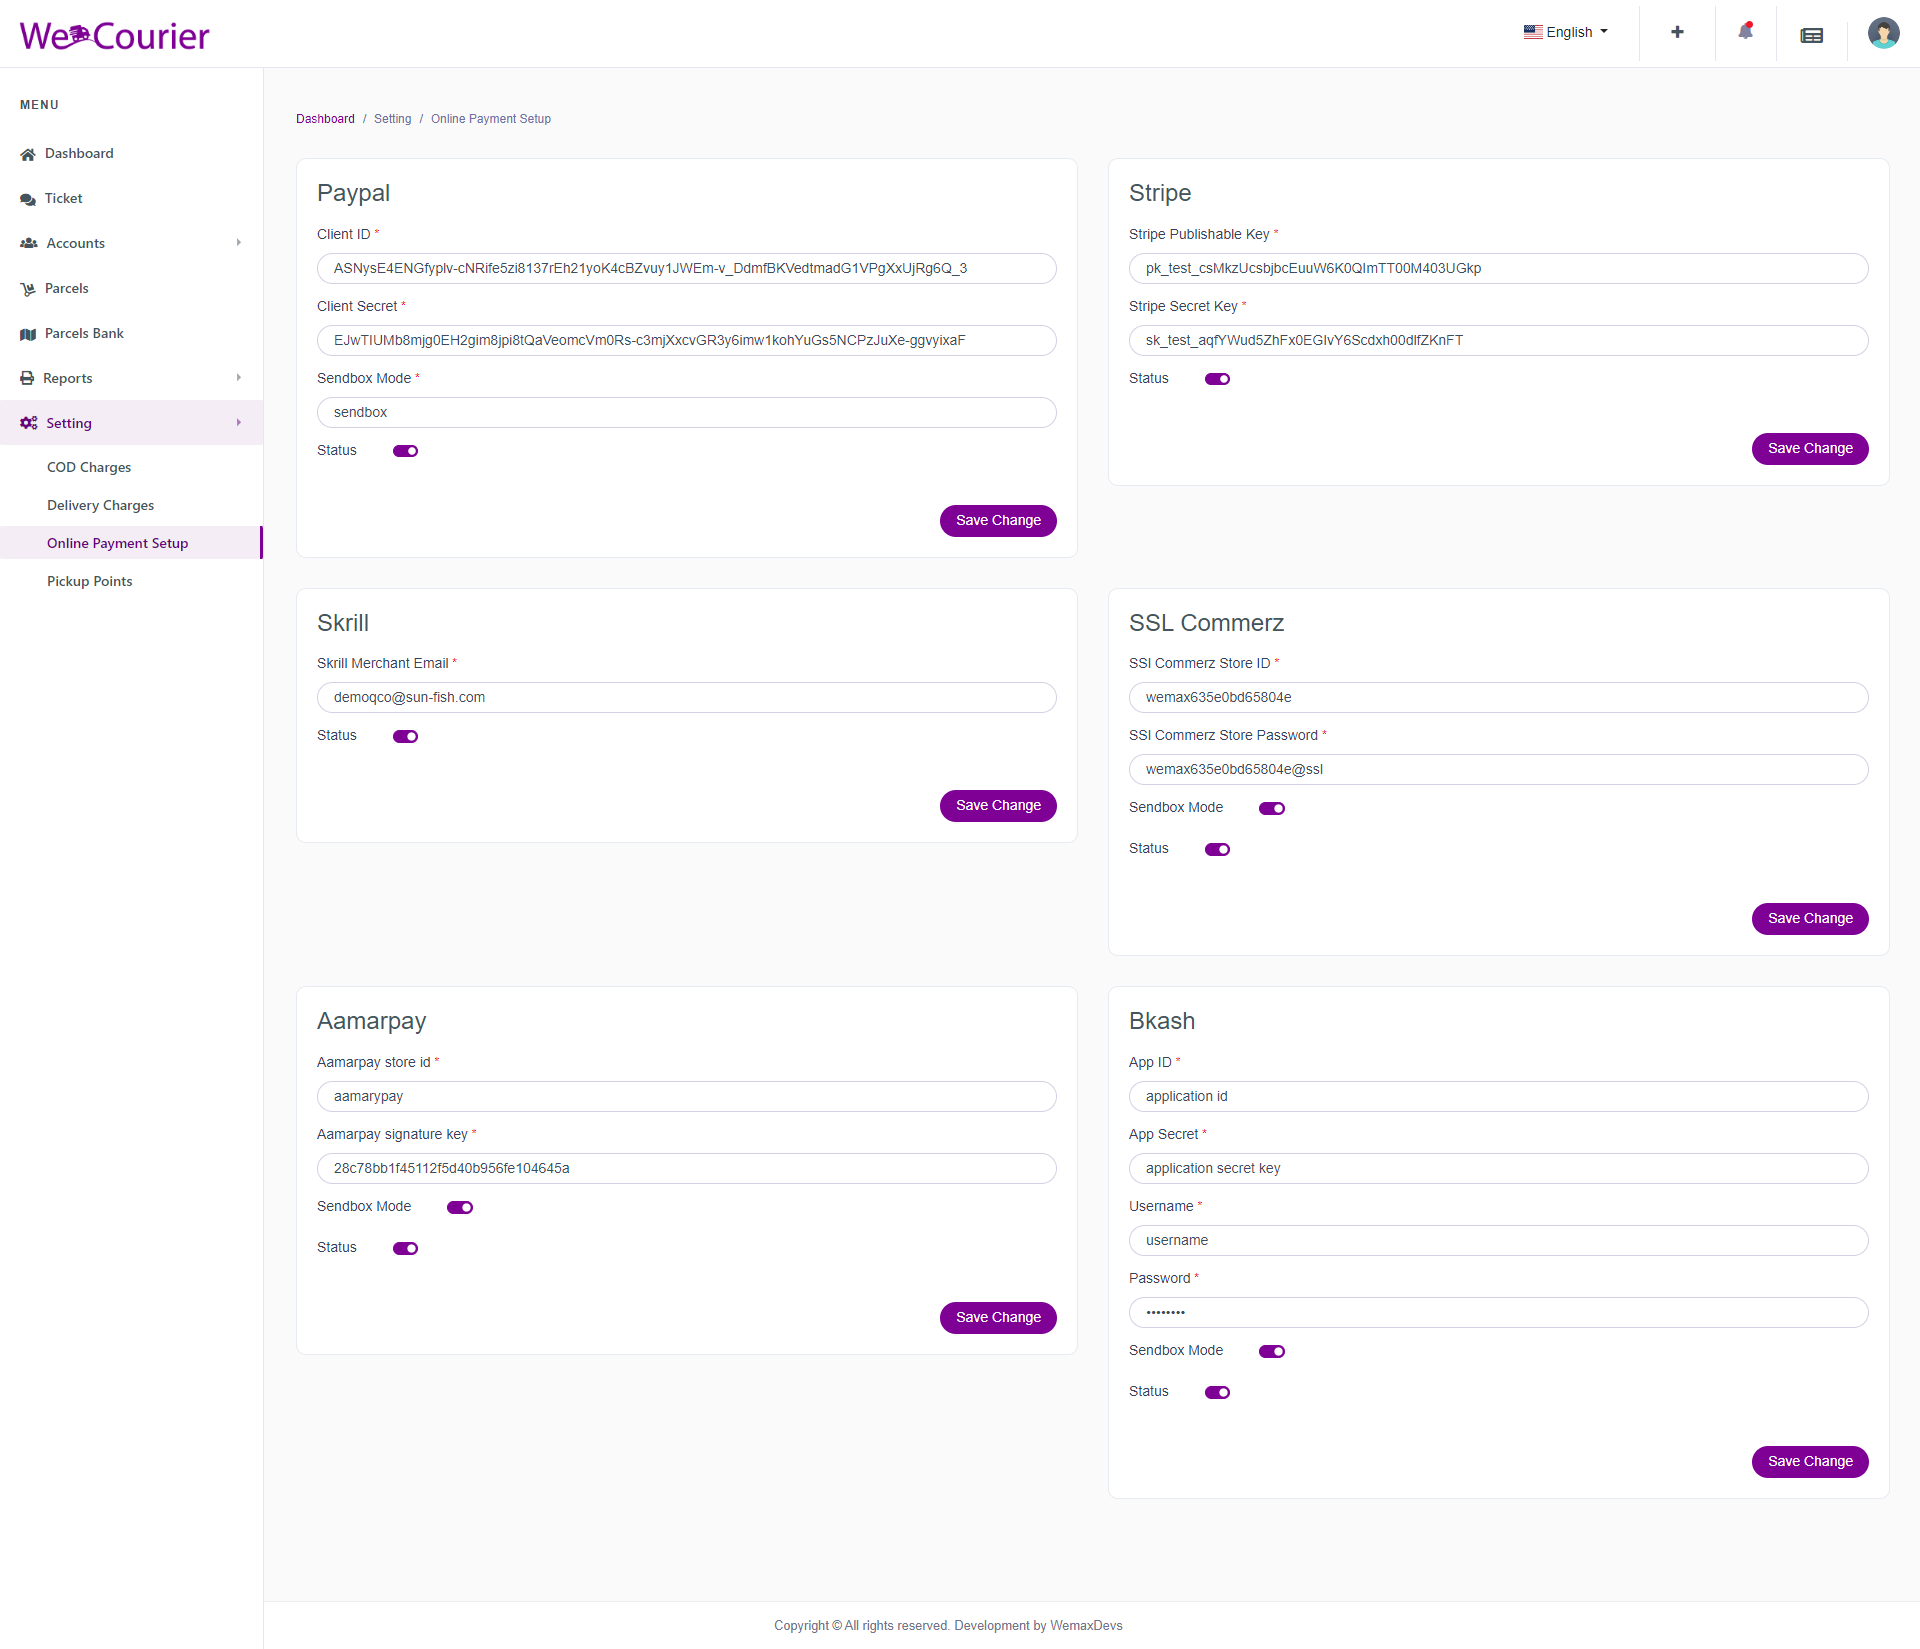 We Courier
English
MENU
Dashboard
Ticket
Accounts
Parcels
Parcels Bank
Reports
Setting
COD Charges
Delivery Charges
Online Payment Setup
Pickup Points
Dashboard / Setting / Online Payment Setup
Paypal
Client ID *
ASNysE4ENGfyplv-cNRife5zi8137rEh21yoK4cBZvuy1JWEm-v_DdmfBKVedtmadG1VPgXxUjRg6Q_3
Client Secret *
EJwTIUMb8mjg0EH2gim8jpi8tQaVeomcVm0Rs-c3mjXxcvGR3y6imw1kohYuGs5NCPzJuXe-ggvyixaF
Sendbox Mode *
sendbox
Status
Save Change
Stripe
Stripe Publishable Key *
pk_test_csMkzUcsbjbcEuuW6K0QImTT00M403UGkp
Stripe Secret Key *
sk_test_aqfYWud5ZhFx0EGIvY6Scdxh00dIfZKnFT
Status
Save Change
Skrill
Skrill Merchant Email *
demoqco@sun-fish.com
Status
Save Change
SSL Commerz
SSl Commerz Store ID *
wemax635e0bd65804e
SSl Commerz Store Password *
wemax635e0bd65804e@ssl
Sendbox Mode
Status
Save Change
Aamarpay
Aamarpay store id *
aamarypay
Aamarpay signature key *
28c78bb1f45112f5d40b956fe104645a
Sendbox Mode
Status
Save Change
Bkash
App ID *
application id
App Secret *
application secret key
Username *
username
Password *
••••••••
Sendbox Mode
Status
Save Change
Copyright © All rights reserved. Development by WemaxDevs